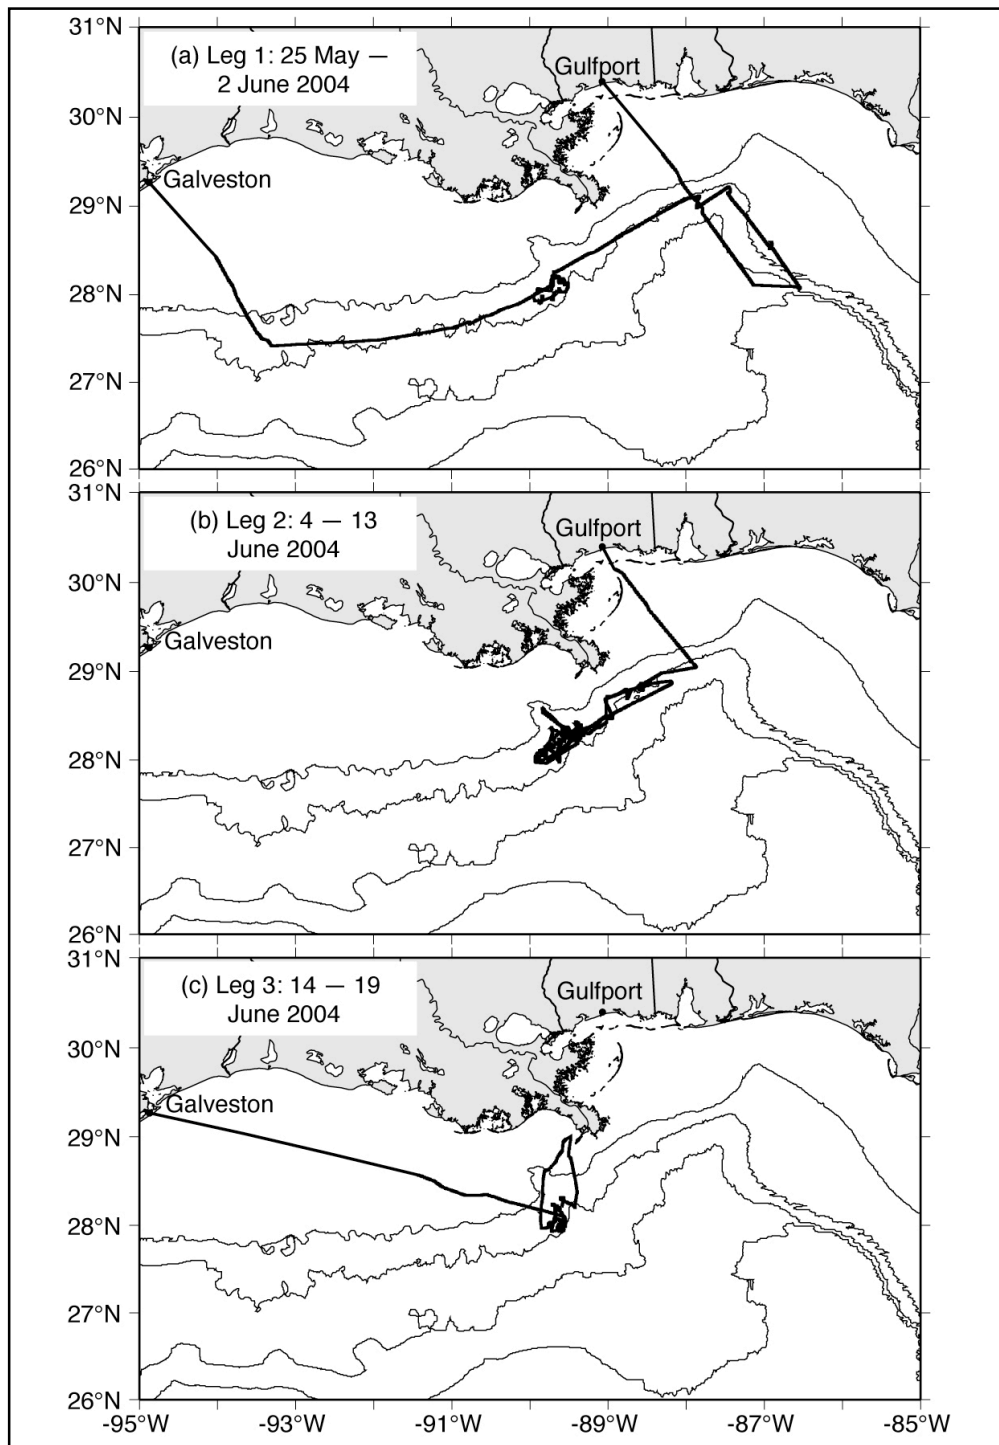 31°N
(a) Leg 1: 25 May —
2 June 2004
Gulfport
30°N
Galveston
29°N
28°N
27°N
26°N
31°N
(b) Leg 2: 4 — 13
June 2004
Gulfport
30°N
Galveston
29°N
28°N
27°N
26°N
31°N
(c) Leg 3: 14 — 19
June 2004
Gulfport
30°N
Galveston
29°N
28°N
27°N
26°N
-95°W -93°W -91°W -89°W -87°W -85°W